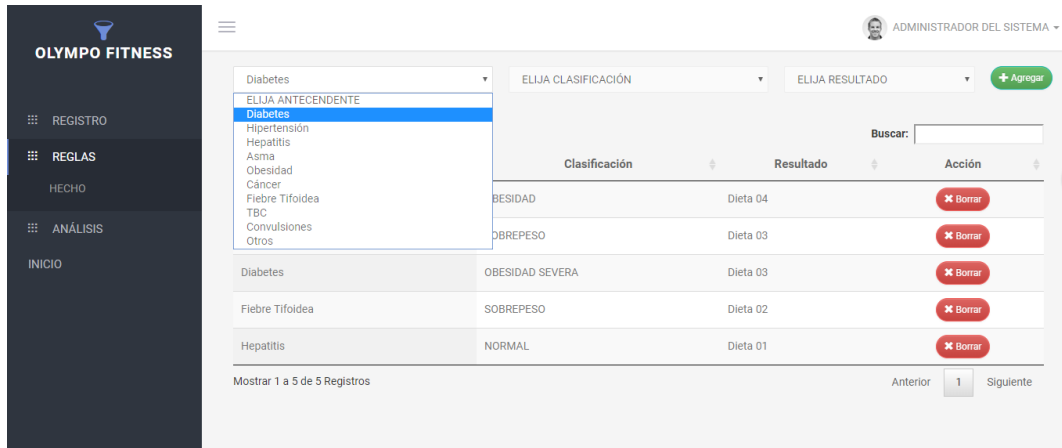 OLYMPO FITNESS
REGISTRO
REGLAS
HECHO
ANÁLISIS
INICIO
ADMINISTRADOR DEL SISTEMA
Diabetes ELIJA CLASIFICACIÓN ELIJA RESULTADO Agregar
ELIJA ANTECENDENTE
Diabetes
Hipertensión
Hepatitis
Asma
Obesidad
Cáncer
Fiebre Tifoidea
TBC
Convulsiones
Otros
Buscar:
Clasificación Resultado Acción
BESIDAD Dieta 04 Borrar
OBREPESO Dieta 03 Borrar
Diabetes OBESIDAD SEVERA Dieta 03 Borrar
Fiebre Tifoidea SOBREPESO Dieta 02 Borrar
Hepatitis NORMAL Dieta 01 Borrar
Mostrar 1 a 5 de 5 Registros Anterior 1 Siguiente